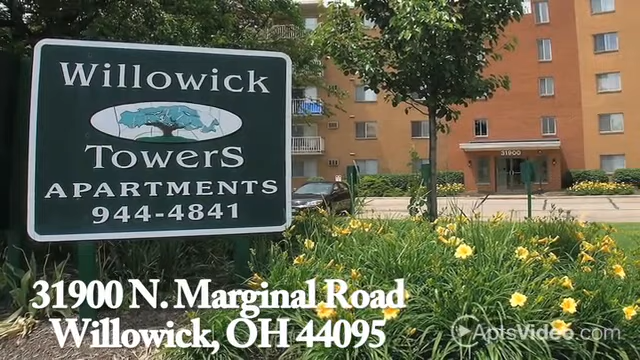 Willowick
Towers
APARTMENTS
944-4841
31900
31900 N. Marginal Road
Willowick, OH 44095
AptsVideo.com